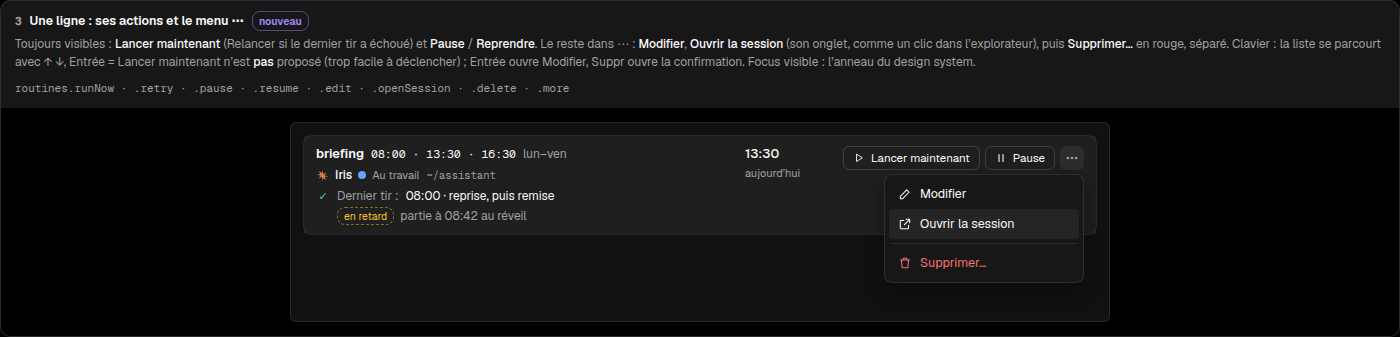 3 Une ligne : ses actions et le menu ··· nouveau
Toujours visibles : Lancer maintenant (Relancer si le dernier tir a échoué) et Pause / Reprendre. Le reste dans ··· : Modifier, Ouvrir la session (son onglet, comme un clic dans l'explorateur), puis Supprimer… en rouge, séparé. Clavier : la liste se parcourt
avec ↑ ↓, Entrée = Lancer maintenant n'est pas proposé (trop facile à déclencher) ; Entrée ouvre Modifier, Suppr ouvre la confirmation. Focus visible : l'anneau du design system.
routines.runNow · .retry · .pause · .resume · .edit · .openSession · .delete · .more
briefing 08:00 · 13:30 · 16:30 lun–ven
13:30
Lancer maintenant
Pause
···
Iris Au travail ~/assistant
aujourd'hui
✓ Dernier tir : 08:00 · reprise, puis remise
en retard partie à 08:42 au réveil
Modifier
Ouvrir la session
Supprimer…